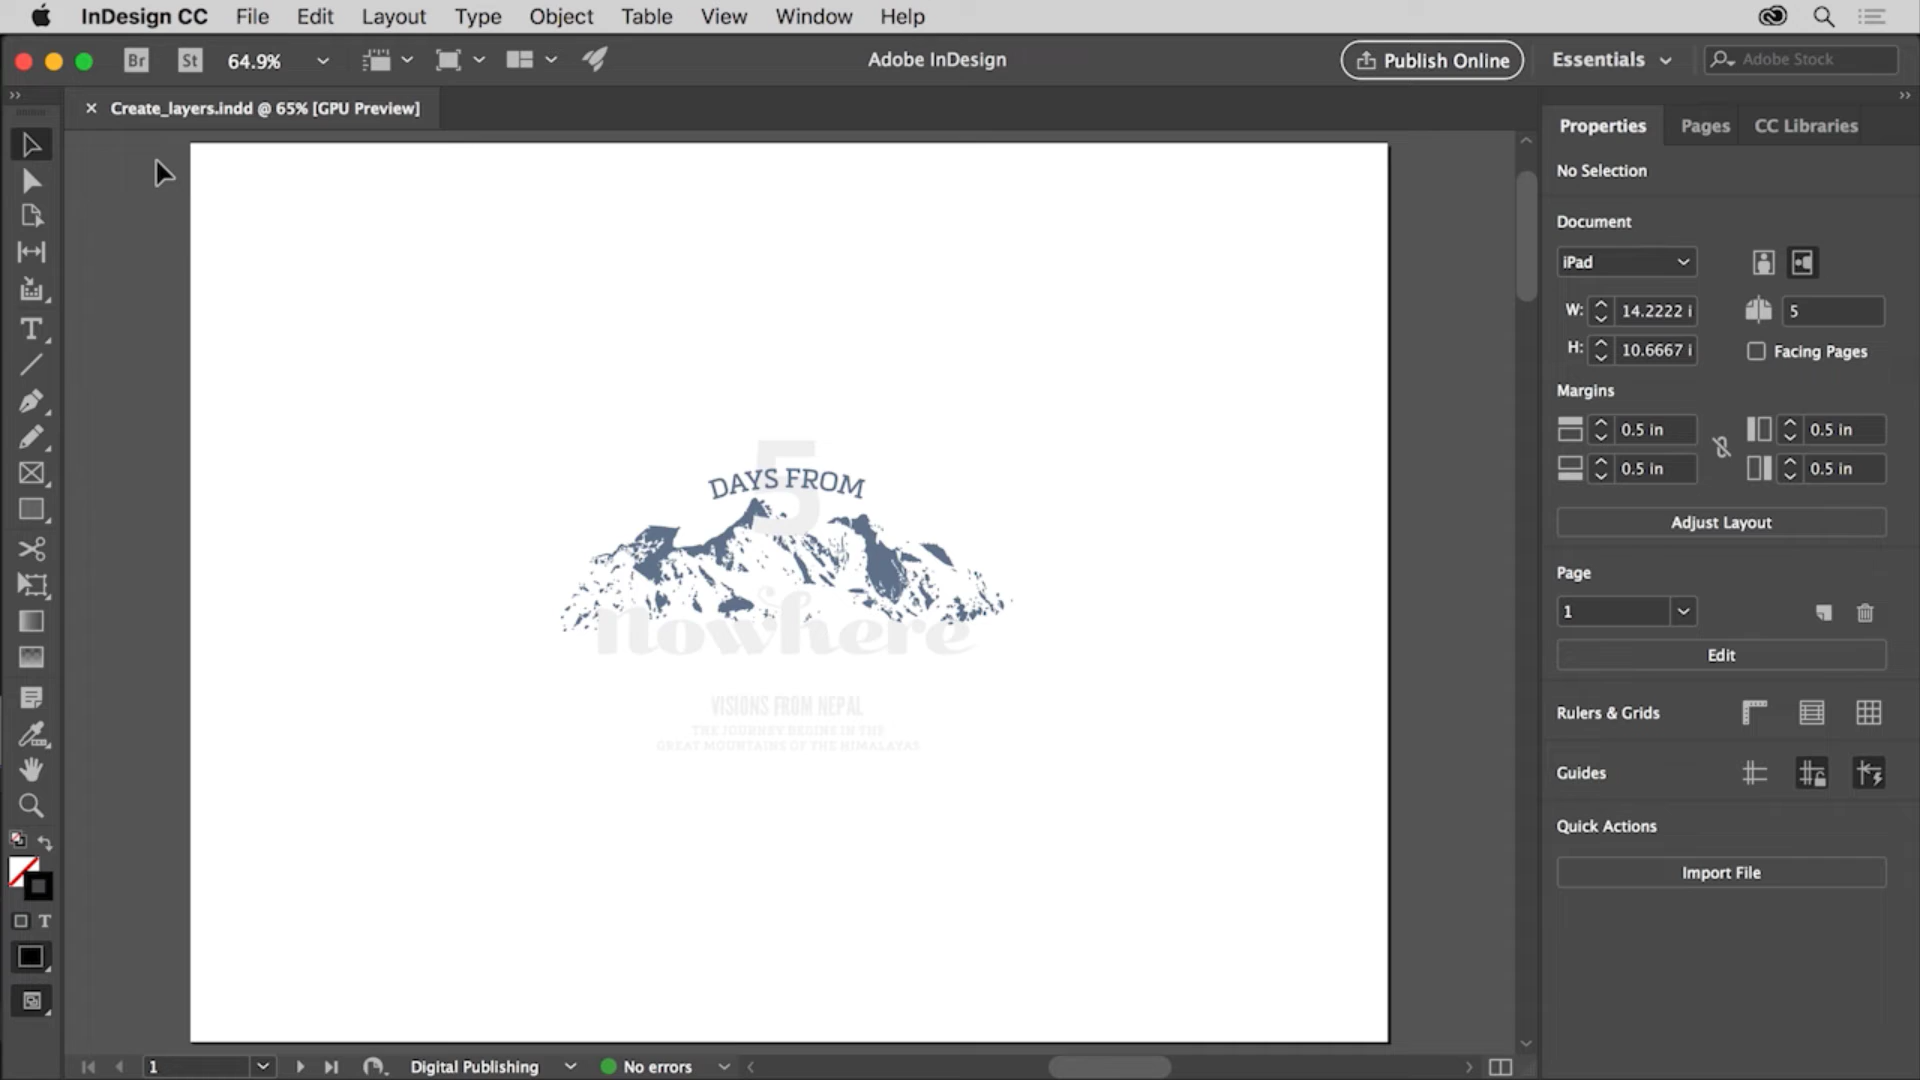 InDesign CC File Edit Layout Type Object Table View Window Help
Br St 64.9% Adobe InDesign Publish Online Essentials Adobe Stock
Create_layers.indd @ 65% [GPU Preview]
Properties Pages CC Libraries
No Selection
Document
iPad
W: 14.2222 i 5
H: 10.6667 i Facing Pages
Margins
0.5 in 0.5 in
0.5 in 0.5 in
Adjust Layout
Page
1
Edit
Rulers & Grids
Guides
Quick Actions
Import File
5
DAYS FROM
nowhere
VISIONS FROM NEPAL
THE JOURNEY BEGINS IN THE
GREAT MOUNTAINS OF THE HIMALAYAS
1 Digital Publishing No errors